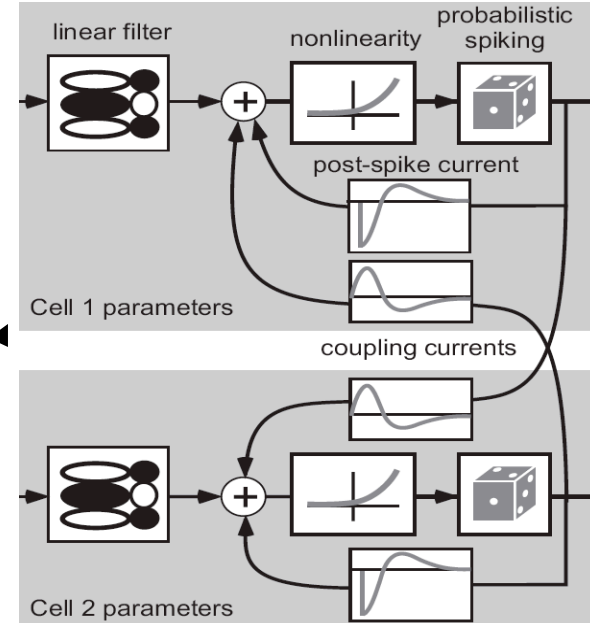 probabilistic
linear filter
nonlinearity
spiking
post-spike current
Cell 1 parameters
coupling currents
Cell 2 parameters